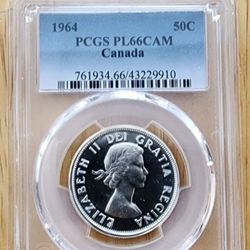 1964 50C
PCGS PL66CAM
Canada
761934.66/43229910
ELIZABETH II DEI GRATIA REGINA